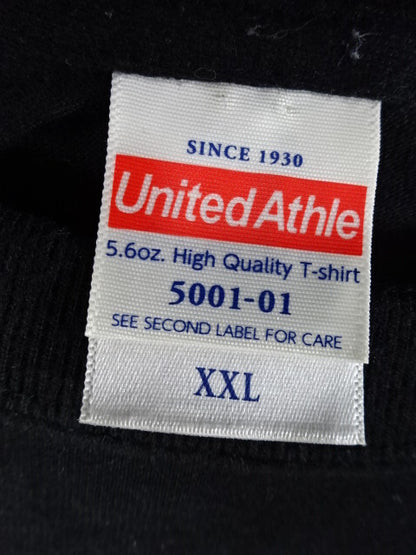 SINCE 1930
United Athle
5.6oz. High Quality T-shirt
5001-01
SEE SECOND LABEL FOR CARE
XXL